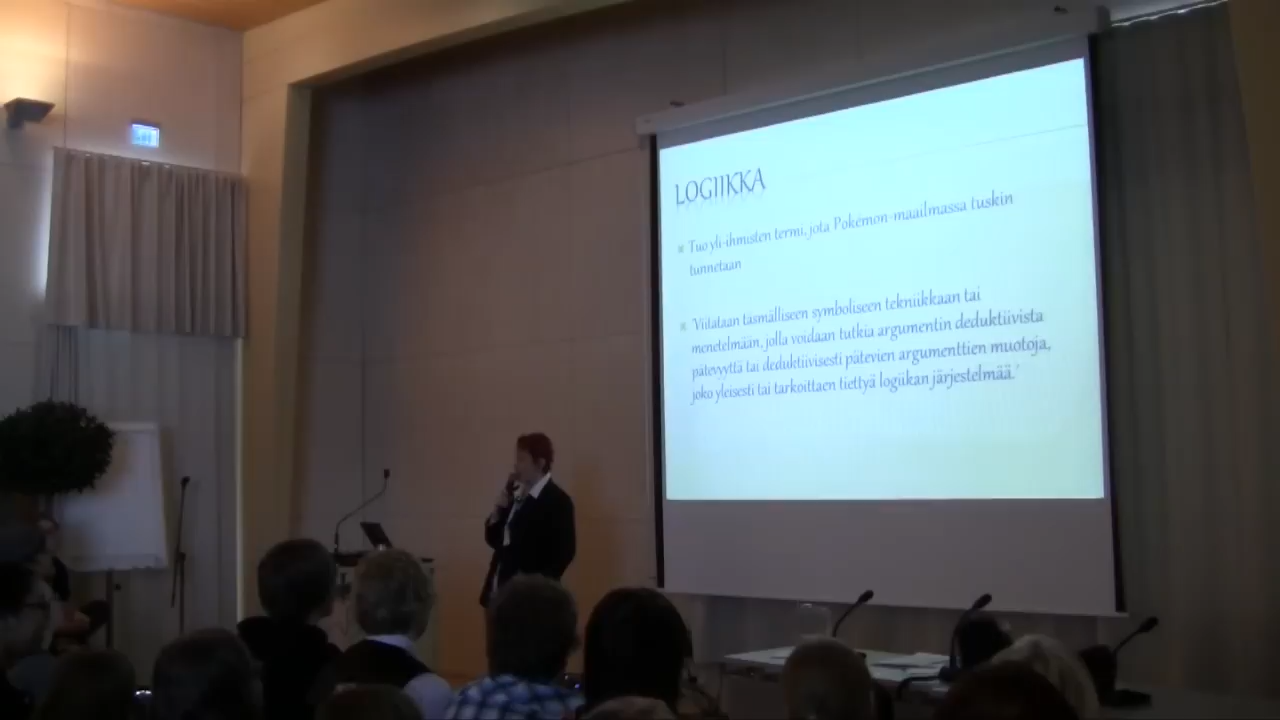 LOGIIKKA
Tuo yli-ihmisten termi, jota Pokémon-maailmassa tuskin
tunnetaan
'Viitataan täsmälliseen symboliseen tekniikkaan tai
menetelmään, jolla voidaan tutkia argumentin deduktiivista
pätevyyttä tai deduktiivisesti pätevien argumenttien muotoja,
joko yleisesti tai tarkoittaen tiettyä logiikan järjestelmää.'